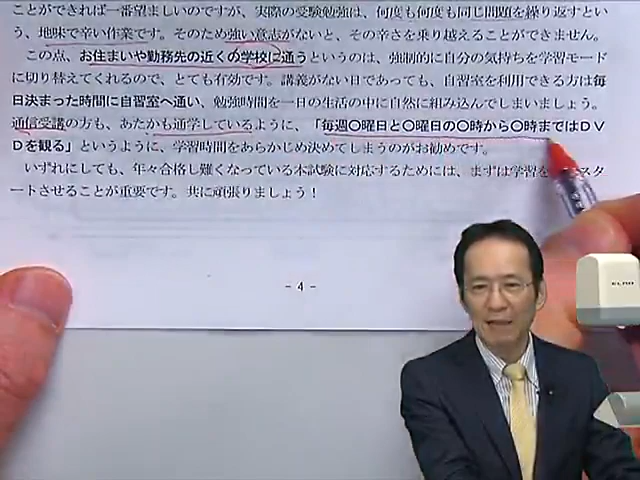 ことができれば一番望ましいのですが、実際の受験勉強は、何度も何度も同じ問題を繰り返すとい
う、地味で辛い作業です。そのため強い意志がないと、その辛さを乗り越えることができません。
この点、お住まいや勤務先の近くの学校に通うというのは、強制的に自分の気持ちを学習モード
に切り替えてくれるので、とても有効です。講義がない日であっても、自習室を利用できる方は毎
日決まった時間に自習室へ通い、勉強時間を一日の生活の中に自然に組み込んでしまいましょう。
通信受講の方も、あたかも通学しているように、「毎週〇曜日と〇曜日の〇時から〇時まではＤＶ
Ｄを観る」というように、学習時間をあらかじめ決めてしまうのがお勧めです。
いずれにしても、年々合格し難くなっている本試験に対応するためには、まずは学習を スタ
ートさせることが重要です。共に頑張りましょう！
- 4 -
ELMO